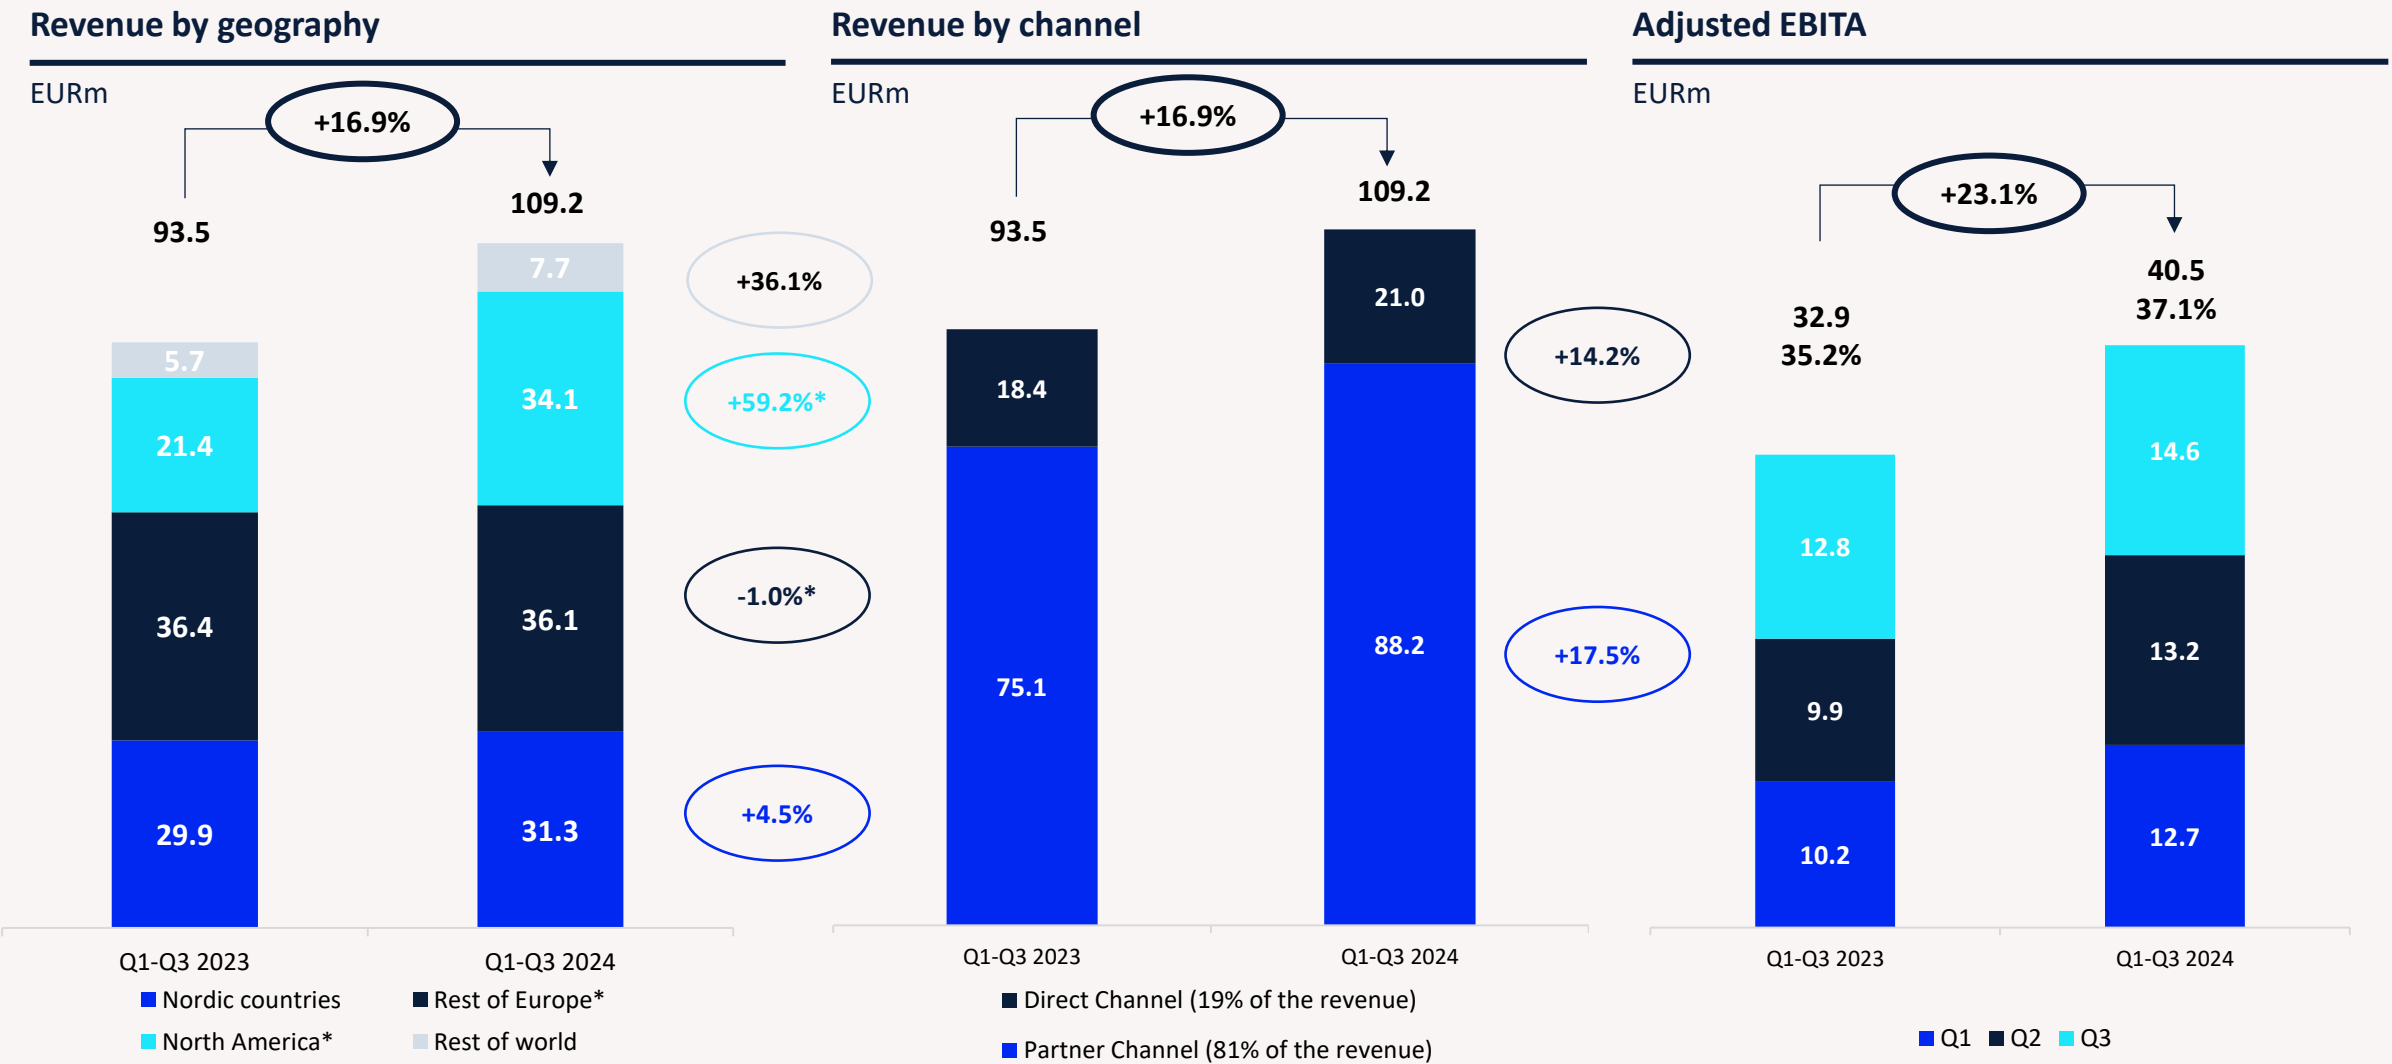 Revenue by geography
EURm
+16.9%
93.5
109.2
5.7
21.4
36.4
29.9
7.7
34.1
36.1
31.3
+36.1%
+59.2%*
-1.0%*
+4.5%
Q1-Q3 2023
Q1-Q3 2024
Nordic countries
Rest of Europe*
North America*
Rest of world
Revenue by channel
EURm
+16.9%
93.5
109.2
18.4
75.1
21.0
88.2
+14.2%
+17.5%
Q1-Q3 2023
Q1-Q3 2024
Direct Channel (19% of the revenue)
Partner Channel (81% of the revenue)
Adjusted EBITA
EURm
+23.1%
32.9
35.2%
40.5
37.1%
12.8
9.9
10.2
14.6
13.2
12.7
Q1-Q3 2023
Q1-Q3 2024
Q1
Q2
Q3